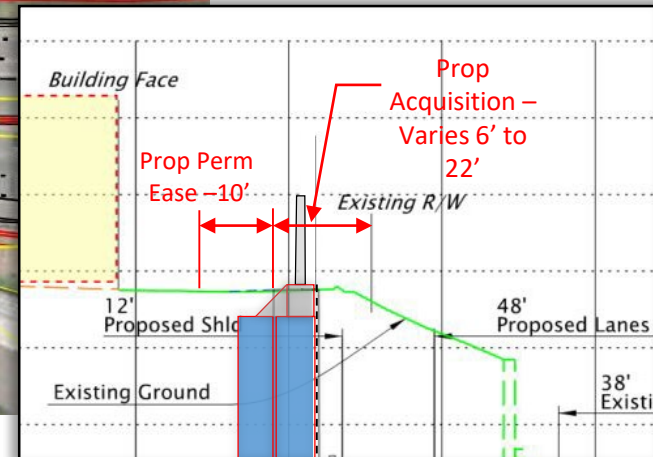 Building Face
Prop
Acquisition –
Varies 6’ to
22’
Prop Perm
Ease –10’
Existing R/W
12'
Proposed Shld
48'
Proposed Lanes
Existing Ground
38'
Existi